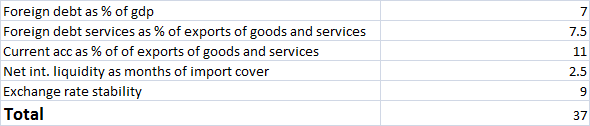 Foreign debt as % of gdp 7
Foreign debt services as % of exports of goods and services 7.5
Current acc as % of of exports of goods and services 11
Net int. liquidity as months of import cover 2.5
Exchange rate stability 9
Total 37